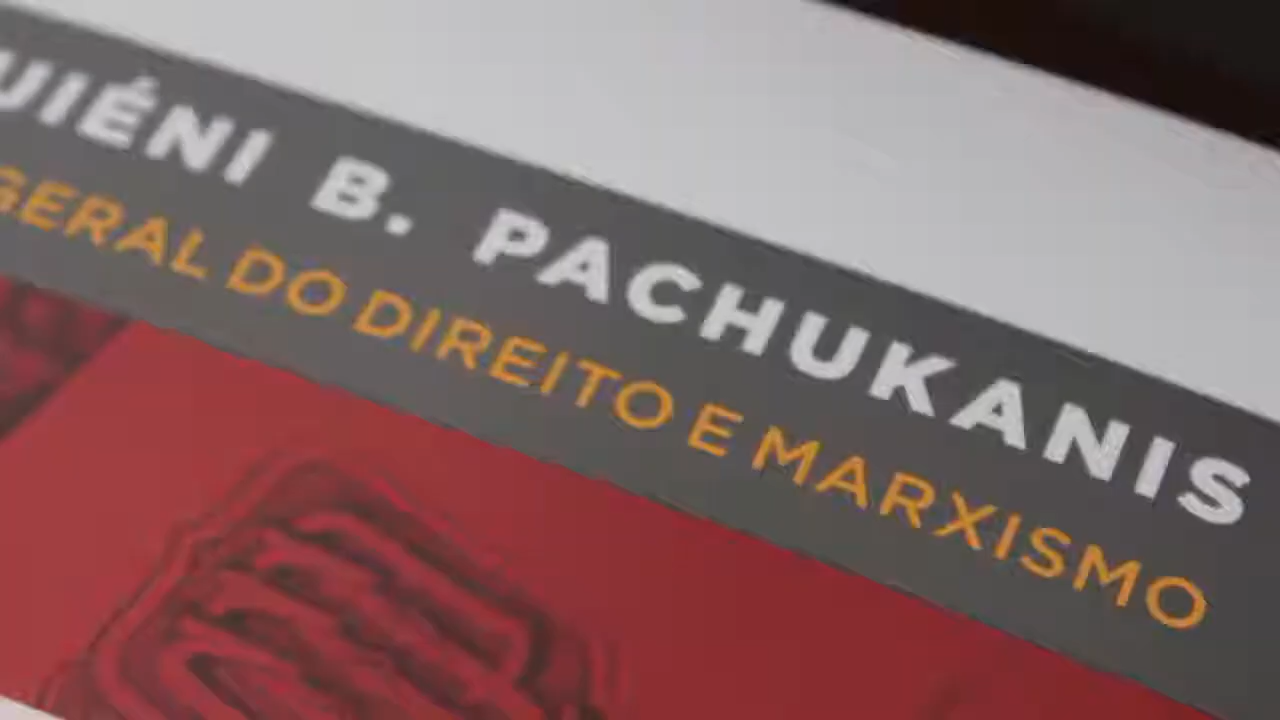 UIÉNI B. PACHUKANIS
GERAL DO DIREITO E MARXISMO